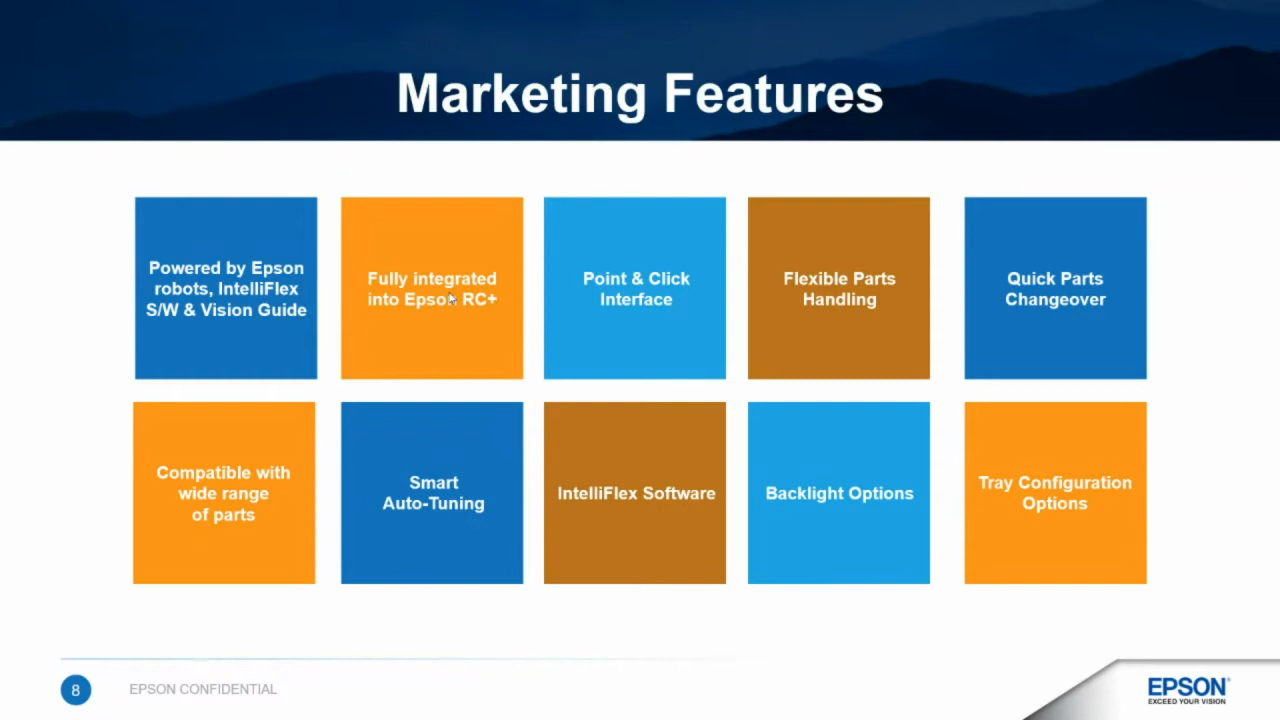 Marketing Features
Powered by Epson
robots, IntelliFlex
S/W & Vision Guide
Fully integrated
into Epson RC+
Point & Click
Interface
Flexible Parts
Handling
Quick Parts
Changeover
Compatible with
wide range
of parts
Smart
Auto-Tuning
IntelliFlex Software
Backlight Options
Tray Configuration
Options
8
EPSON CONFIDENTIAL
EPSON®
EXCEED YOUR VISION